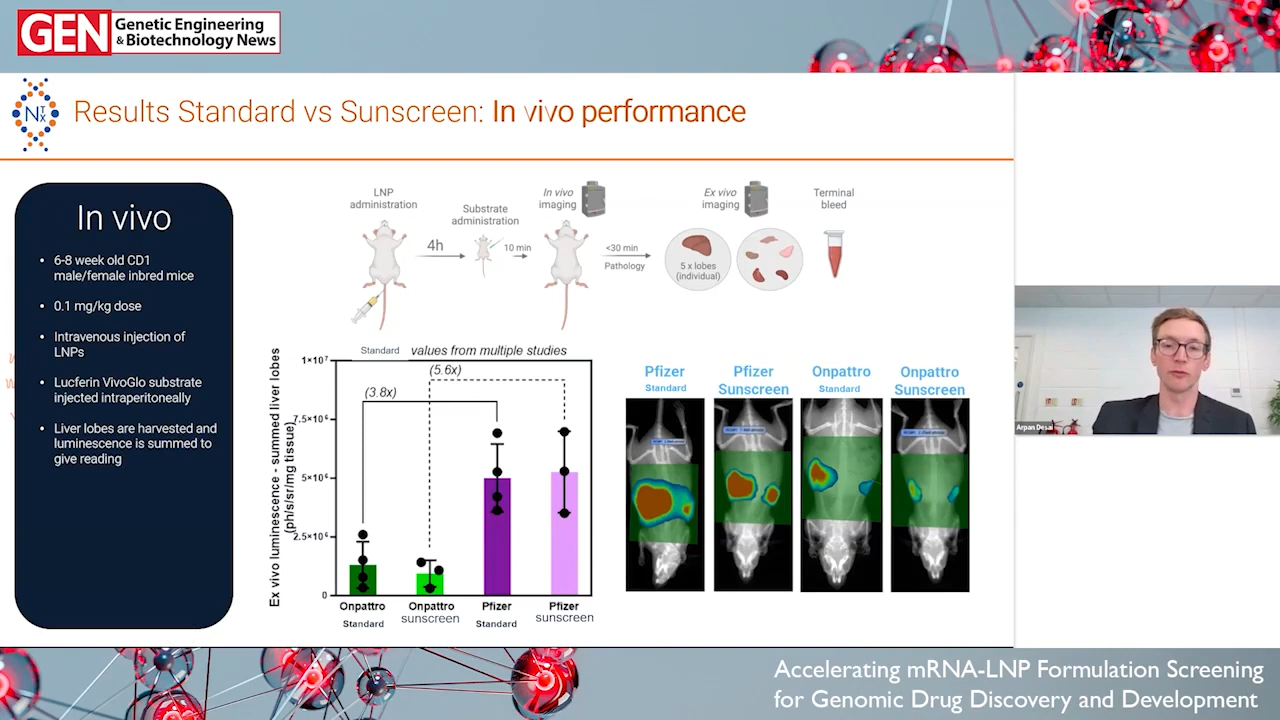 GEN
Genetic Engineering
& Biotechnology News
NTX
Results Standard vs Sunscreen: In vivo performance
In vivo
• 6-8 week old CD1
male/female inbred mice
• 0.1 mg/kg dose
• Intravenous injection of
LNPs
• Lucferin VivoGlo substrate
injected intraperitoneally
• Liver lobes are harvested and
luminescence is summed to
give reading
LNP
administration
4h
Substrate
administration
10 min
In vivo
imaging
<30 min
Pathology
Ex vivo
imaging
5 x lobes
(individual)
Terminal
bleed
Standard values from multiple studies
Ex vivo luminescence - summed liver lobes
(ph/s/sr/mg tissue)
1×10⁷
7.5×10⁶
5×10⁶
2.5×10⁶
0
(3.8x)
(5.6x)
Onpattro
Standard
Onpattro
sunscreen
Pfizer
Standard
Pfizer
sunscreen
Pfizer
Standard
Pfizer
Sunscreen
Onpattro
Standard
Onpattro
Sunscreen
Arpan Desai
Accelerating mRNA-LNP Formulation Screening
for Genomic Drug Discovery and Development